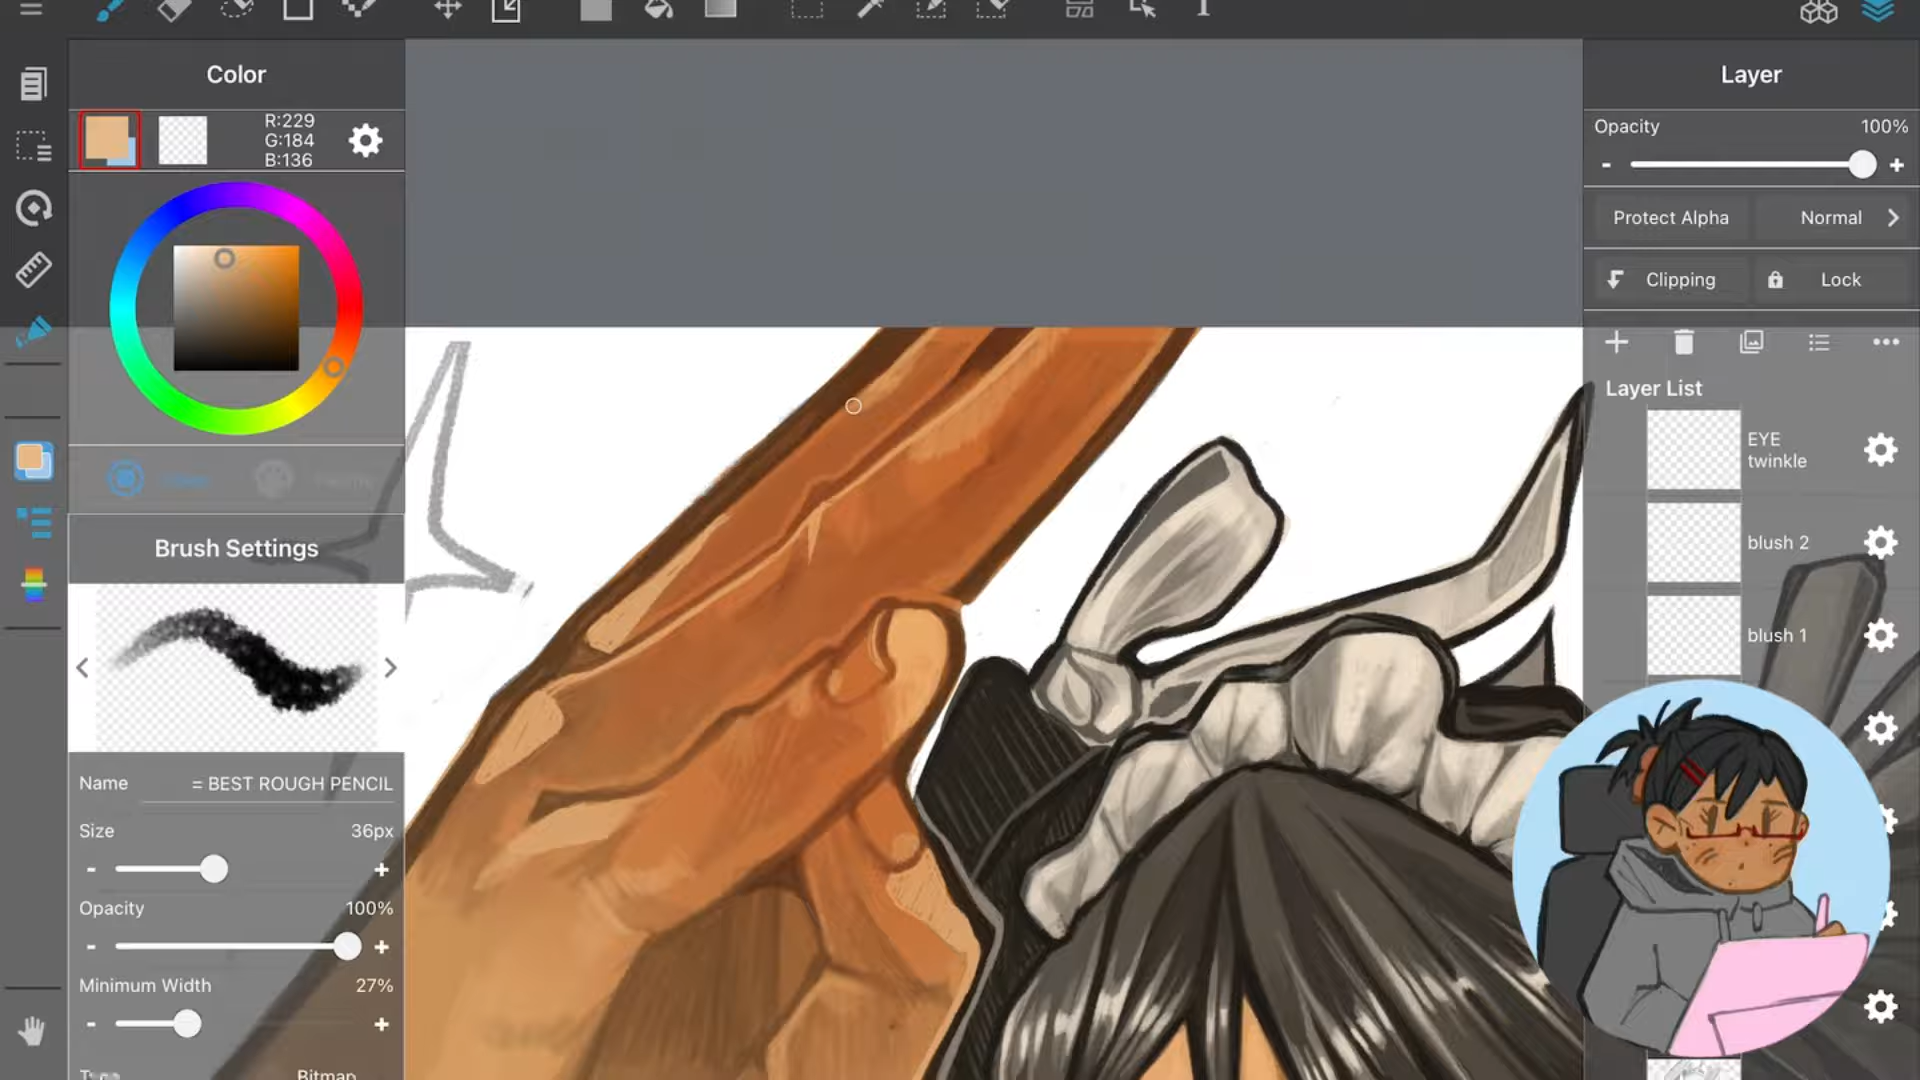 Color
Layer
R:229
G:184
B:136
Opacity 100%
- +
Protect Alpha Normal
Clipping Lock
Layer List
EYE
twinkle
blush 2
blush 1
Brush Settings
Name = BEST ROUGH PENCIL
Size 36px
- +
Opacity 100%
- +
Minimum Width 27%
- +
Bitmap